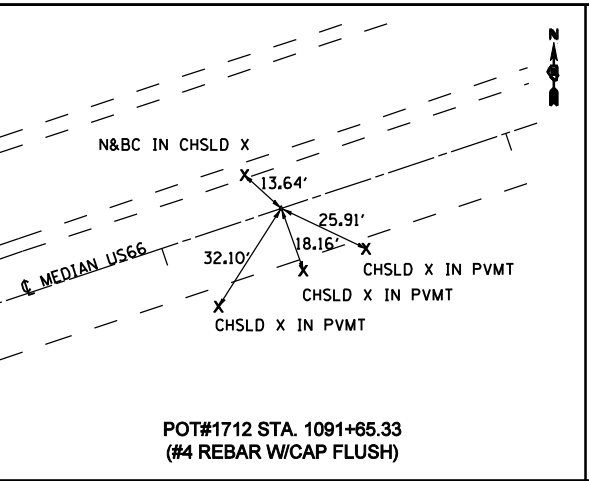 N
N&BC IN CHSLD X
13.64'
25.91'
32.10'
18.16'
℄ MEDIAN US66
CHSLD X IN PVMT
CHSLD X IN PVMT
CHSLD X IN PVMT
POT#1712 STA. 1091+65.33
(#4 REBAR W/CAP FLUSH)